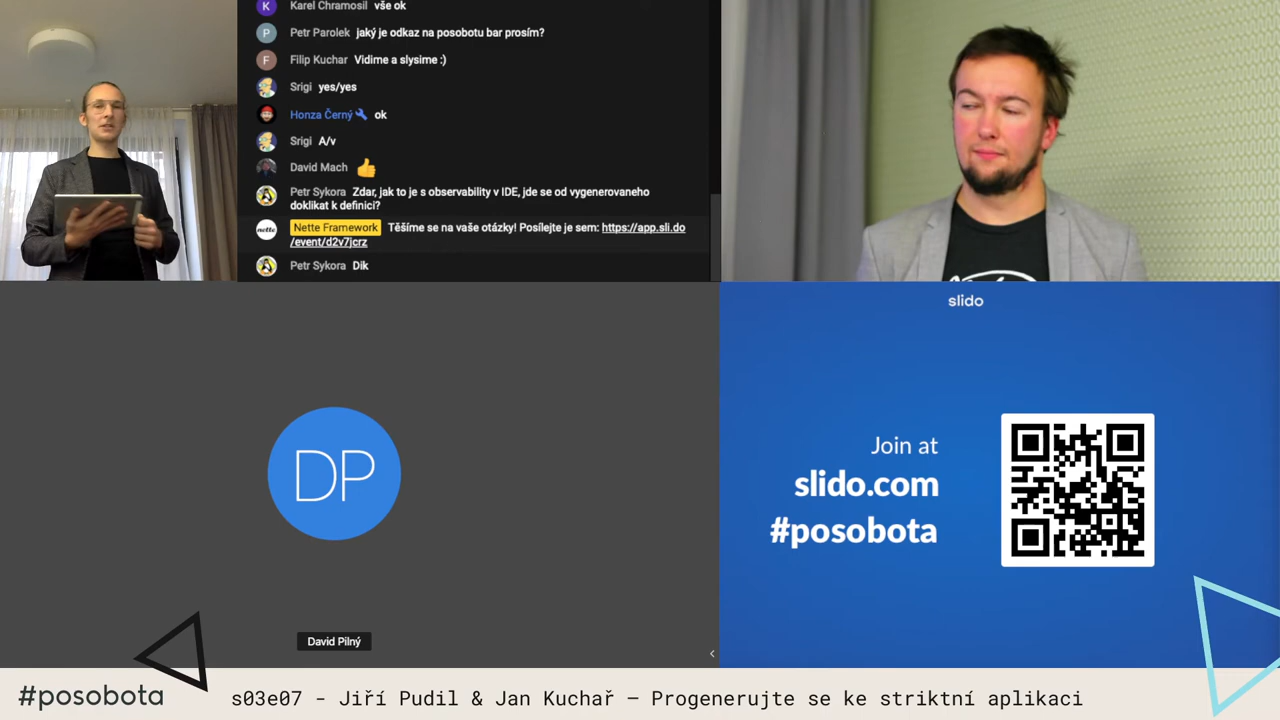 K Karel Chramosil vše ok
P Petr Parolek jaký je odkaz na posobotu bar prosím?
F Filip Kuchar Vidime a slysime :)
Srigi yes/yes
Honza Černý ok
Srigi A/v
David Mach 👍
Petr Sykora Zdar, jak to je s observability v IDE, jde se od vygenerovaneho
doklikat k definici?
nette Nette Framework Těšíme se na vaše otázky! Posílejte je sem: https://app.sli.do
/event/d2v7jcrz
Petr Sykora Dik
slido
Join at
slido.com
#posobota
DP
David Pilný
#posobota
s03e07 - Jiří Pudil & Jan Kuchař – Progenerujte se ke striktní aplikaci